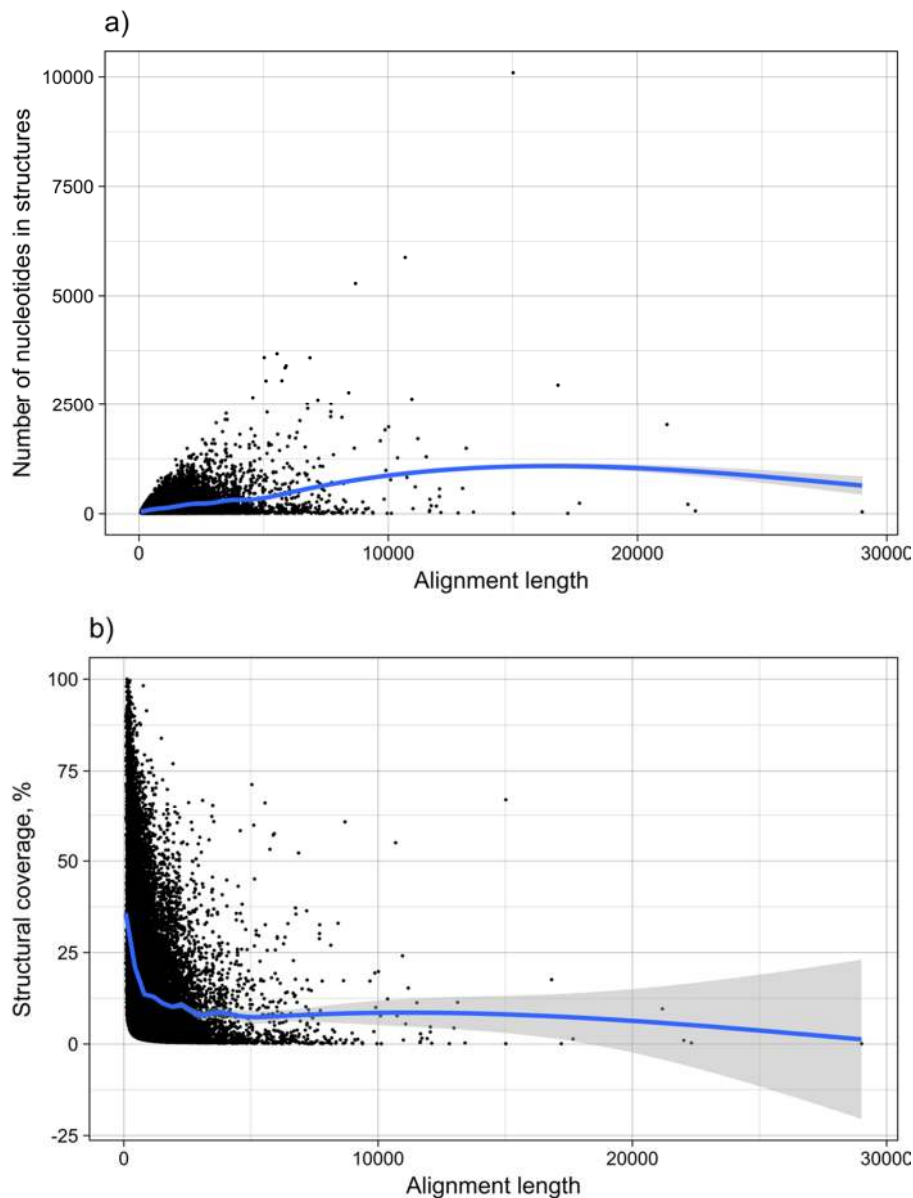 a)
10000
7500
5000
2500
0
Number of nucleotides in structures
0 10000 20000 30000
Alignment length
b)
100
75
50
25
0
-25
Structural coverage, %
0 10000 20000 30000
Alignment length